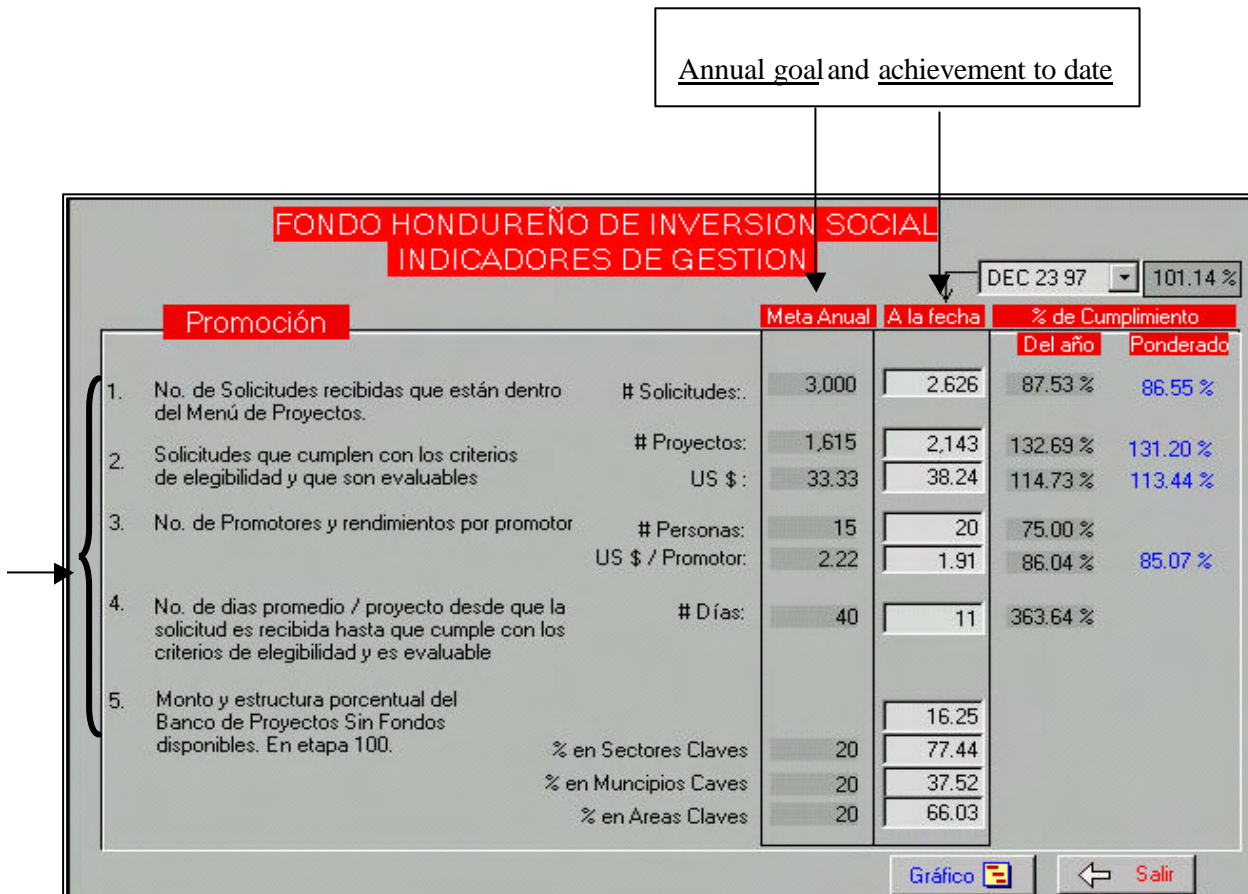 Annual goal and achievement to date
FONDO HONDUREÑO DE INVERSION SOCIAL
INDICADORES DE GESTION
DEC 23 97 101.14 %
Promoción Meta Anual A la fecha % de Cumplimiento
Del año Ponderado
1. No. de Solicitudes recibidas que están dentro # Solicitudes:. 3,000 2.626 87.53 % 86.55 %
del Menú de Proyectos.
# Proyectos: 1,615 2,143 132.69 % 131.20 %
2. Solicitudes que cumplen con los criterios
de elegibilidad y que son evaluables US $ : 33.33 38.24 114.73 % 113.44 %
3. No. de Promotores y rendimientos por promotor # Personas: 15 20 75.00 %
US $ / Promotor: 2.22 1.91 86.04 % 85.07 %
4. No. de dias promedio / proyecto desde que la # Días: 40 11 363.64 %
solicitud es recibida hasta que cumple con los
criterios de elegibilidad y es evaluable
5. Monto y estructura porcentual del
Banco de Proyectos Sin Fondos 16.25
disponibles. En etapa 100.
% en Sectores Claves 20 77.44
% en Muncipios Caves 20 37.52
% en Areas Claves 20 66.03
Gráfico Salir